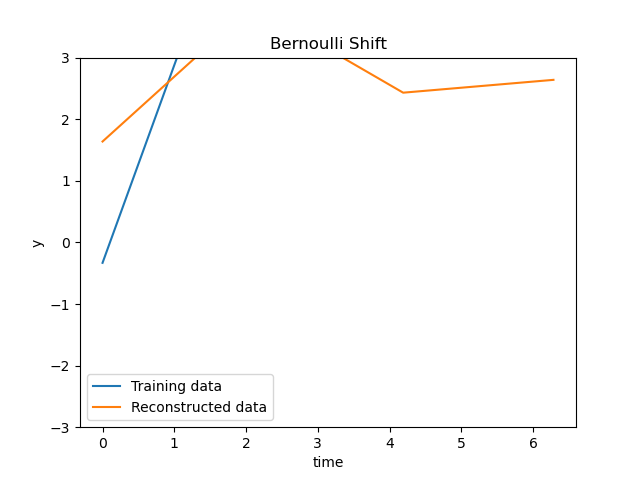 Bernoulli Shift
3
2
1
0
−1
−2
−3
y
Training data
Reconstructed data
0 1 2 3 4 5 6
time